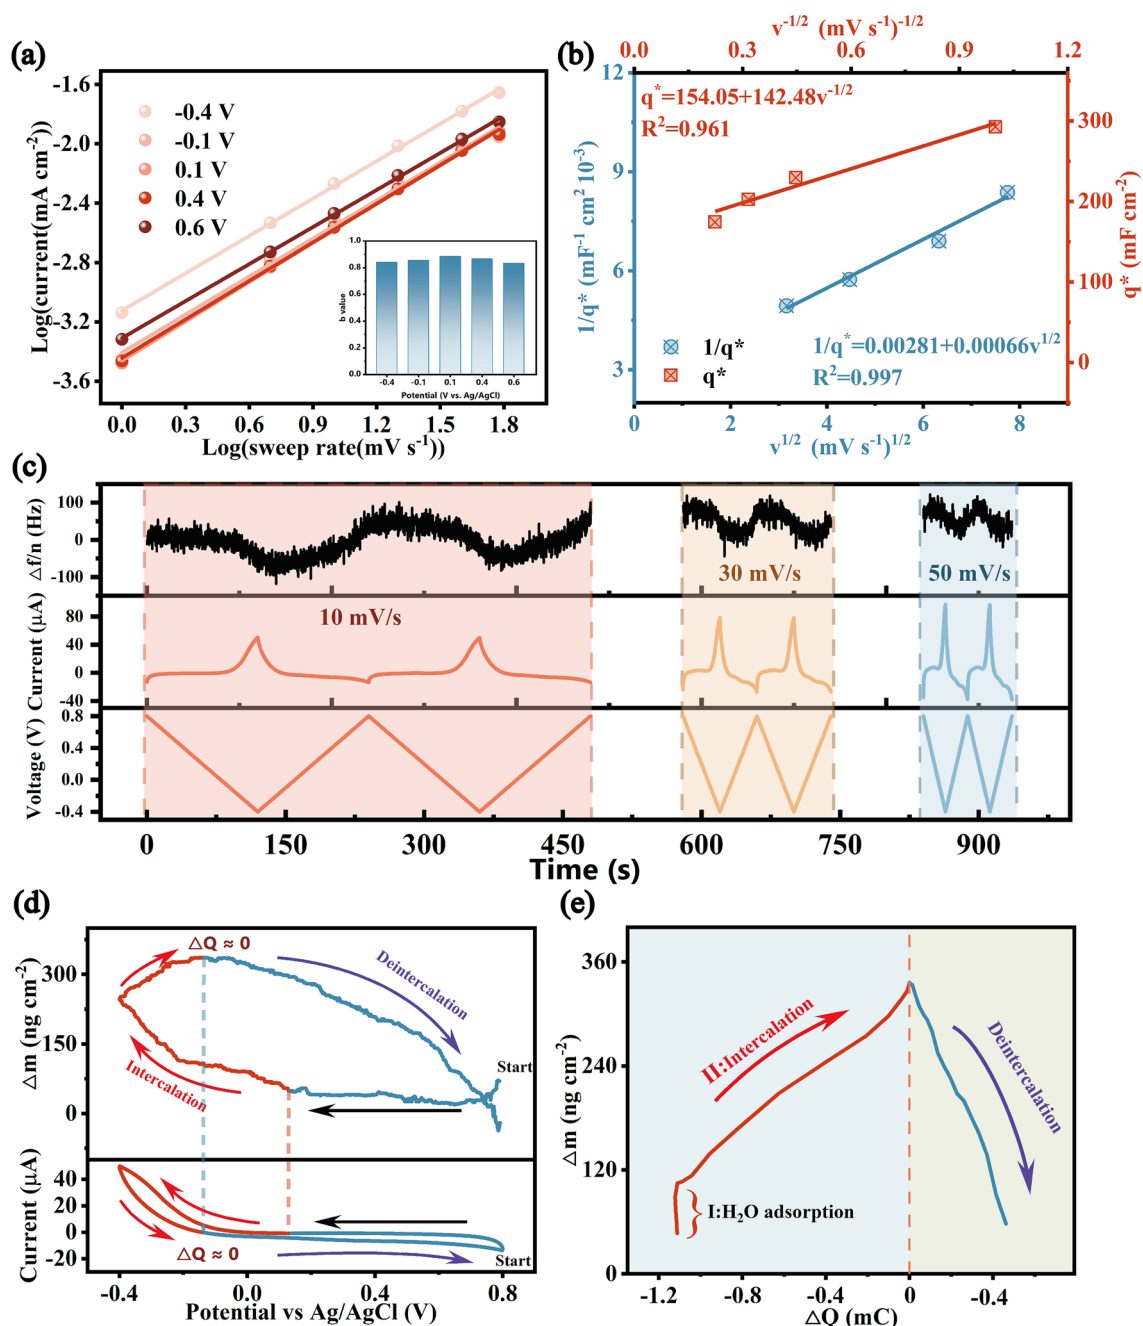 (a)
Log(current(mA cm⁻²))
-1.6
-2.0
-2.4
-2.8
-3.2
-3.6
-0.4 V
-0.1 V
0.1 V
0.4 V
0.6 V
b value
1.0
0.8
0.6
0.4
0.2
0.0
-0.4 -0.1 0.1 0.4 0.6
Potential (V vs. Ag/AgCl)
0.0 0.3 0.6 0.9 1.2 1.5 1.8
Log(sweep rate(mV s⁻¹))
(b)
v⁻¹/² (mV s⁻¹)⁻¹/²
0.0 0.3 0.6 0.9 1.2
q*=154.05+142.48v⁻¹/²
R²=0.961
1/q* (mF⁻¹ cm² 10⁻³)
12
9
6
3
q* (mF cm⁻²)
300
200
100
0
1/q*
q*
1/q*=0.00281+0.00066v¹/²
R²=0.997
0 2 4 6 8
v¹/² (mV s⁻¹)¹/²
(c)
△f/n (Hz)
100
0
-100
10 mV/s
30 mV/s
50 mV/s
Current (μA)
80
40
0
-40
Voltage (V)
0.8
0.4
0.0
-0.4
0 150 300 450 600 750 900
Time (s)
(d)
△m (ng cm⁻²)
300
150
0
△Q ≈ 0
Deintercalation
Intercalation
Start
Current (μA)
40
20
0
-20
△Q ≈ 0
Start
-0.4 0.0 0.4 0.8
Potential vs Ag/AgCl (V)
(e)
△m (ng cm⁻²)
360
240
120
0
II:Intercalation
Deintercalation
I:H₂O adsorption
-1.2 -0.8 -0.4 0 -0.4
△Q (mC)